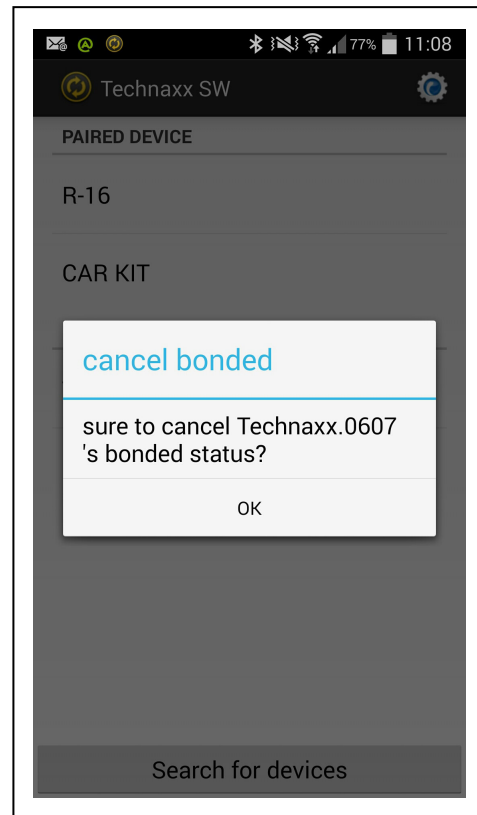 77% 11:08
Technaxx SW
PAIRED DEVICE
R-16
CAR KIT
cancel bonded
sure to cancel Technaxx.0607
's bonded status?
OK
Search for devices